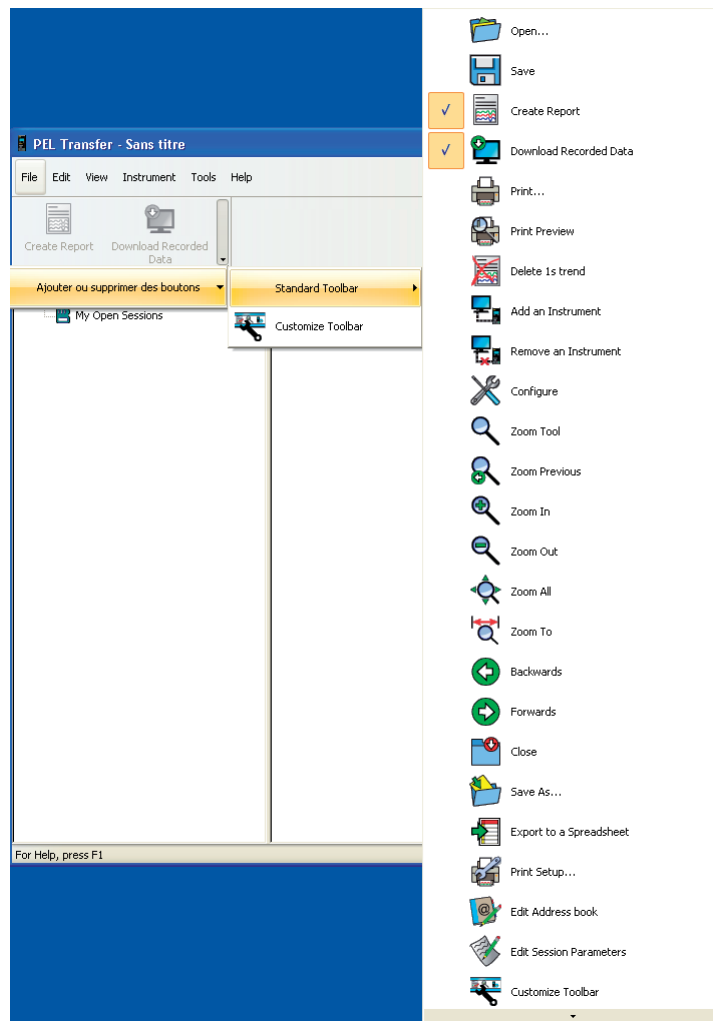 PEL Transfer - Sans titre
File Edit View Instrument Tools Help
Create Report
Download Recorded
Data
Ajouter ou supprimer des boutons
Standard Toolbar
My Open Sessions
Customize Toolbar
For Help, press F1
Open...
Save
Create Report
Download Recorded Data
Print...
Print Preview
Delete 1s trend
Add an Instrument
Remove an Instrument
Configure
Zoom Tool
Zoom Previous
Zoom In
Zoom Out
Zoom All
Zoom To
Backwards
Forwards
Close
Save As...
Export to a Spreadsheet
Print Setup...
Edit Address book
Edit Session Parameters
Customize Toolbar